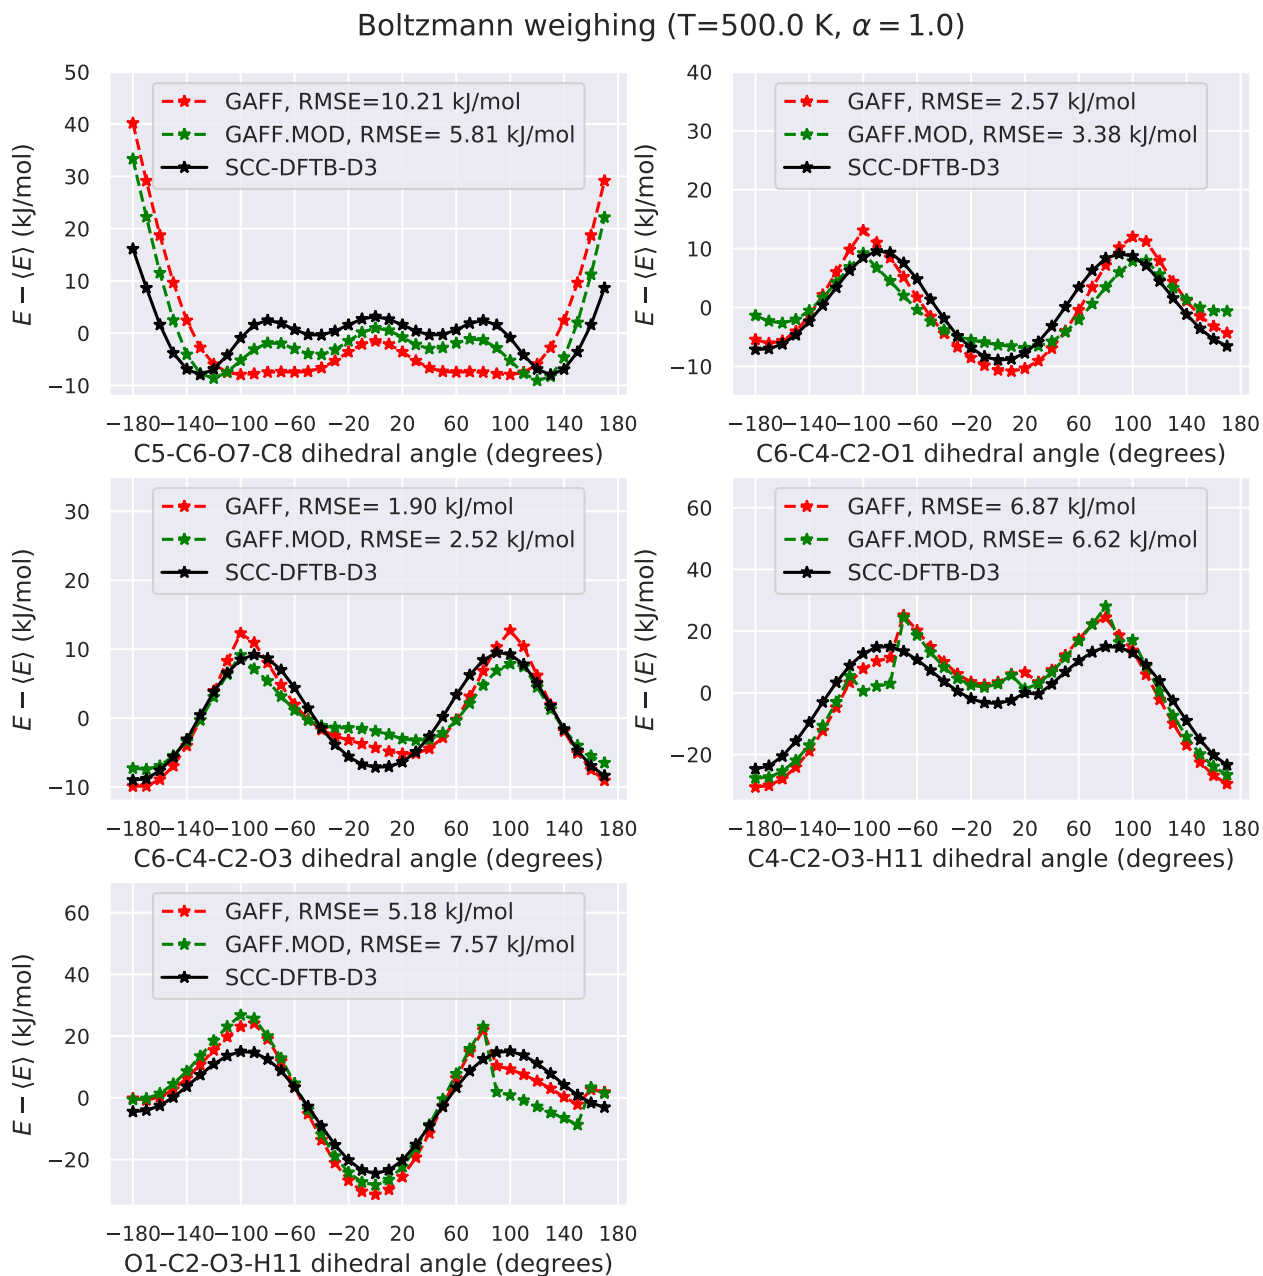 Boltzmann weighing (T=500.0 K, α = 1.0)
50
40
30
20
10
0
−10
E − ⟨E⟩ (kJ/mol)
GAFF, RMSE=10.21 kJ/mol
GAFF.MOD, RMSE= 5.81 kJ/mol
SCC-DFTB-D3
−180−140−100 −60 −20 20 60 100 140 180
C5-C6-O7-C8 dihedral angle (degrees)
40
30
20
10
0
−10
E − ⟨E⟩ (kJ/mol)
GAFF, RMSE= 2.57 kJ/mol
GAFF.MOD, RMSE= 3.38 kJ/mol
SCC-DFTB-D3
−180−140−100 −60 −20 20 60 100 140 180
C6-C4-C2-O1 dihedral angle (degrees)
30
20
10
0
−10
E − ⟨E⟩ (kJ/mol)
GAFF, RMSE= 1.90 kJ/mol
GAFF.MOD, RMSE= 2.52 kJ/mol
SCC-DFTB-D3
−180−140−100 −60 −20 20 60 100 140 180
C6-C4-C2-O3 dihedral angle (degrees)
60
40
20
0
−20
E − ⟨E⟩ (kJ/mol)
GAFF, RMSE= 6.87 kJ/mol
GAFF.MOD, RMSE= 6.62 kJ/mol
SCC-DFTB-D3
−180−140−100 −60 −20 20 60 100 140 180
C4-C2-O3-H11 dihedral angle (degrees)
60
40
20
0
−20
E − ⟨E⟩ (kJ/mol)
GAFF, RMSE= 5.18 kJ/mol
GAFF.MOD, RMSE= 7.57 kJ/mol
SCC-DFTB-D3
−180−140−100 −60 −20 20 60 100 140 180
O1-C2-O3-H11 dihedral angle (degrees)